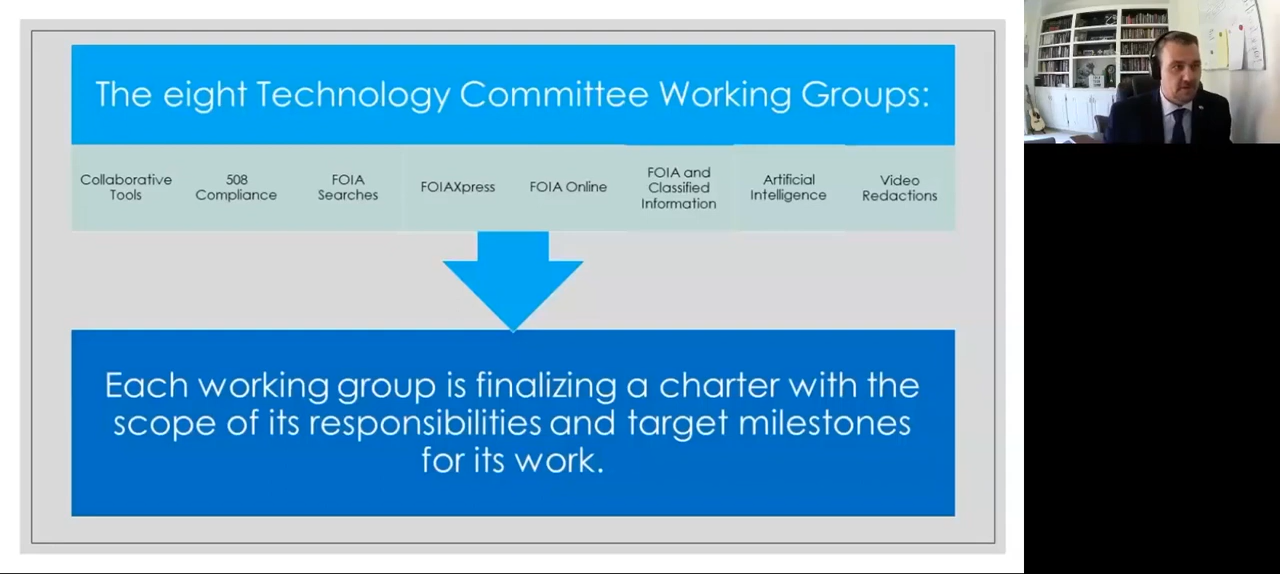 The eight Technology Committee Working Groups:
Collaborative
Tools
508
Compliance
FOIA
Searches
FOIAXpress
FOIA Online
FOIA and
Classified
Information
Artificial
Intelligence
Video
Redactions
Each working group is finalizing a charter with the
scope of its responsibilities and target milestones
for its work.